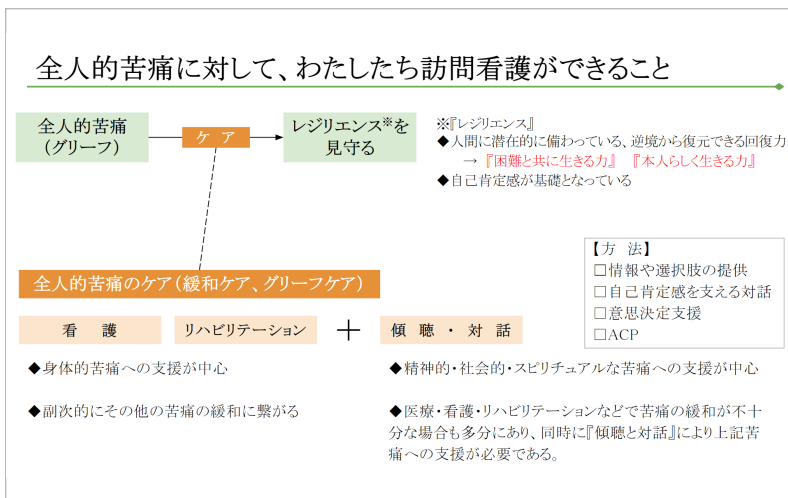 全人的苦痛に対して、わたしたち訪問看護ができること
全人的苦痛
(グリーフ)
ケ ア
レジリエンス※を
見守る
※『レジリエンス』
◆人間に潜在的に備わっている、逆境から復元できる回復力
→ 『困難と共に生きる力』 『本人らしく生きる力』
◆自己肯定感が基礎となっている
【方 法】
□情報や選択肢の提供
□自己肯定感を支える対話
□意思決定支援
□ACP
全人的苦痛のケア(緩和ケア、グリーフケア)
看 護
リハビリテーション
+
傾 聴 ・ 対 話
◆身体的苦痛への支援が中心
◆副次的にその他の苦痛の緩和に繋がる
◆精神的・社会的・スピリチュアルな苦痛への支援が中心
◆医療・看護・リハビリテーションなどで苦痛の緩和が不十
分な場合も多分にあり、同時に『傾聴と対話』により上記苦
痛への支援が必要である。